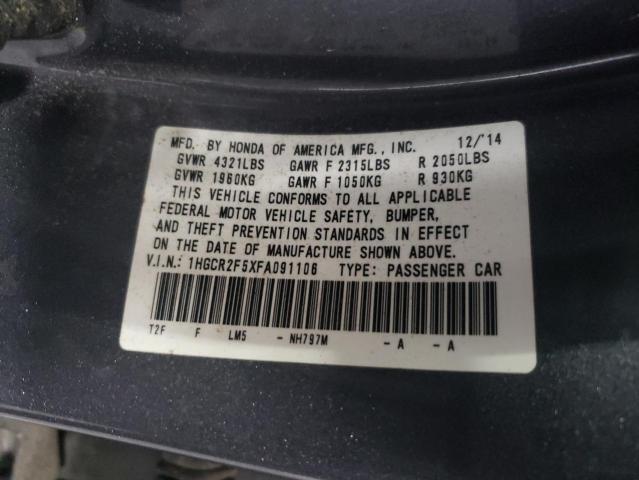 MFD. BY HONDA OF AMERICA MFG., INC. 12/'14
GVWR 4321LBS GAWR F 2315LBS R 2050LBS
GVWR 1960KG GAWR F 1050KG R 930KG
THIS VEHICLE CONFORMS TO ALL APPLICABLE
FEDERAL MOTOR VEHICLE SAFETY, BUMPER,
AND THEFT PREVENTION STANDARDS IN EFFECT
ON THE DATE OF MANUFACTURE SHOWN ABOVE.
V.I.N.: 1HGCR2F5XFA091106 TYPE: PASSENGER CAR
T2F F LM5 - NH797M - A - A